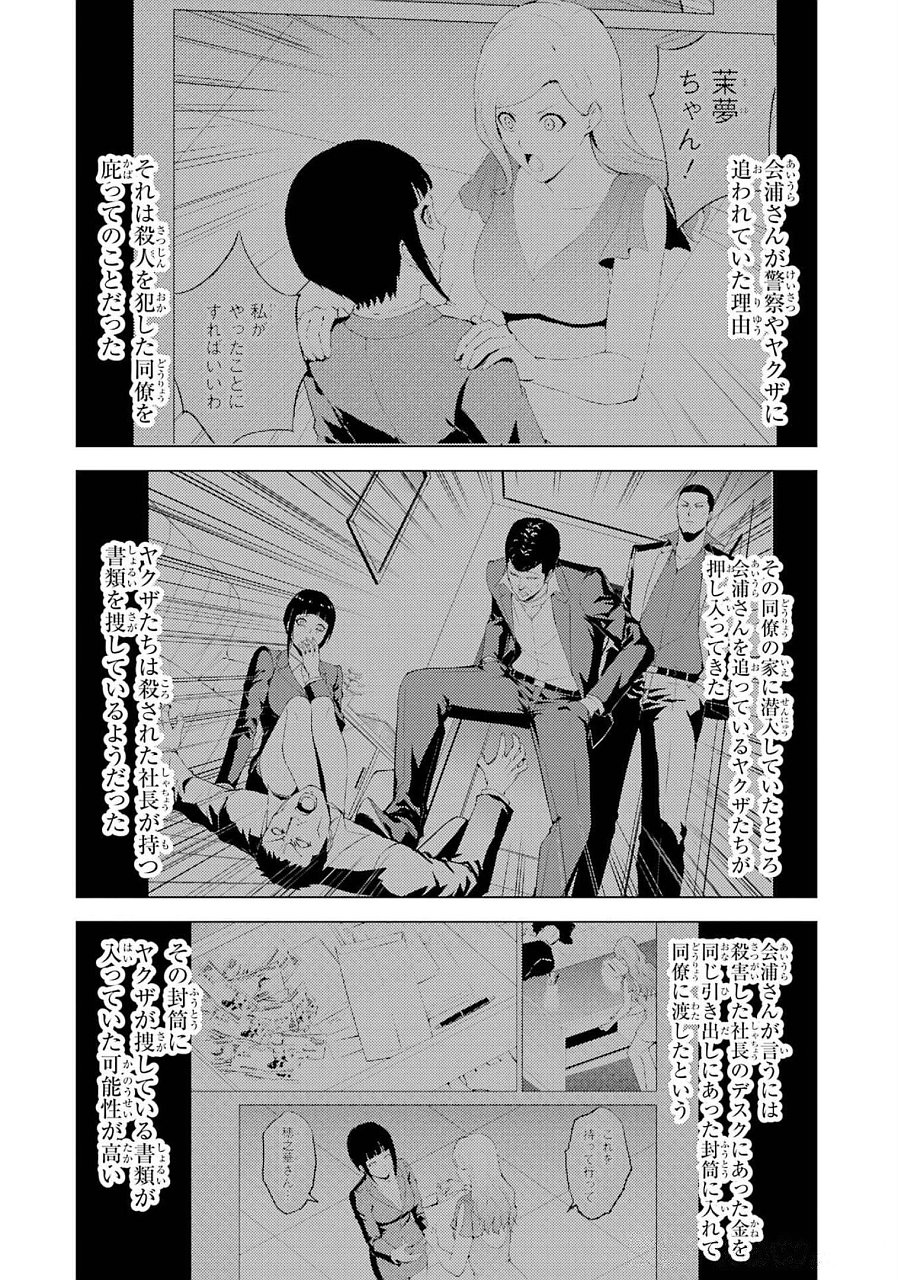 茉夢
ちゃん!
会浦さんが警察やヤクザに
追われていた理由
私が
やったことに
すればいいわ
それは殺人を犯した同僚を
庇ってのことだった
その同僚の家に潜入していたところ
会浦さんを追っているヤクザたちが
押し入ってきた
ヤクザたちは殺された社長が持つ
書類を捜しているようだった
会浦さんが言うには
殺害した社長のデスクにあった金を
同じ引き出しにあった封筒に入れて
同僚に渡したという
これを
持って行って
穂之華さん…
その封筒に
ヤクザが捜している書類が
入っていた可能性が高い